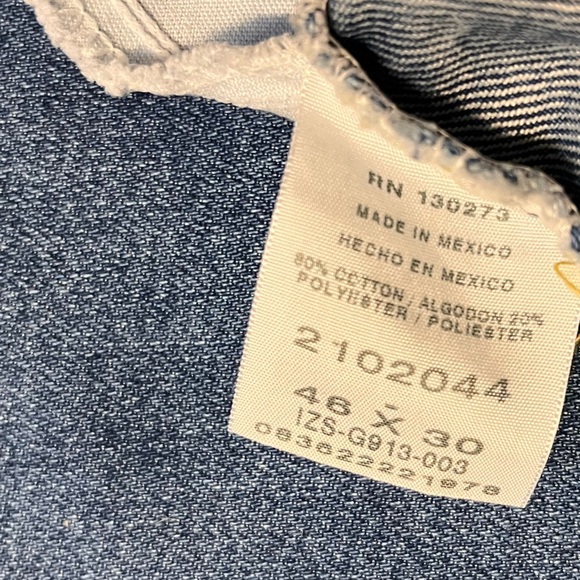 RN 130273
MADE IN MEXICO
HECHO EN MEXICO
80% COTTON / ALGODON 20%
POLYESTER / POLIESTER
2102044
46 X 30
IZS-G913-003
083622221978